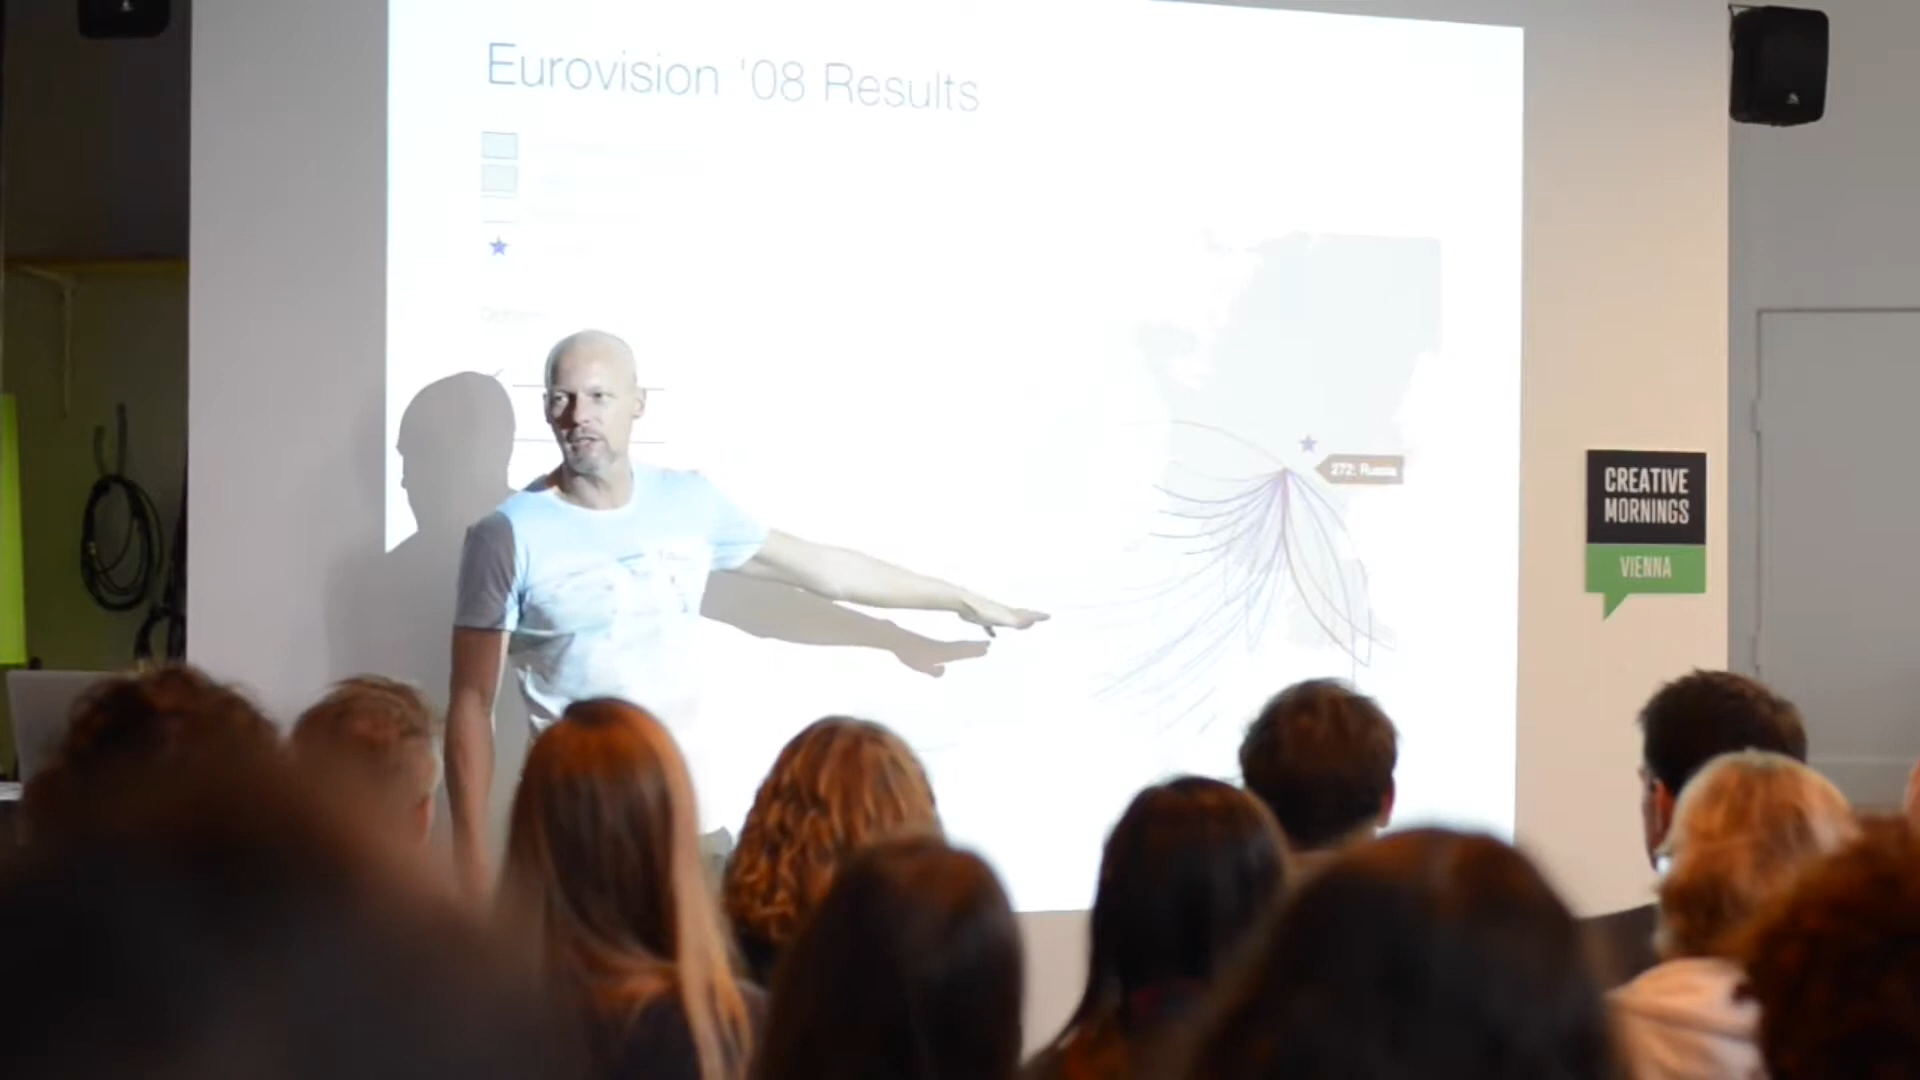 Eurovision '08 Results
272: Russia
CREATIVE
MORNINGS
VIENNA